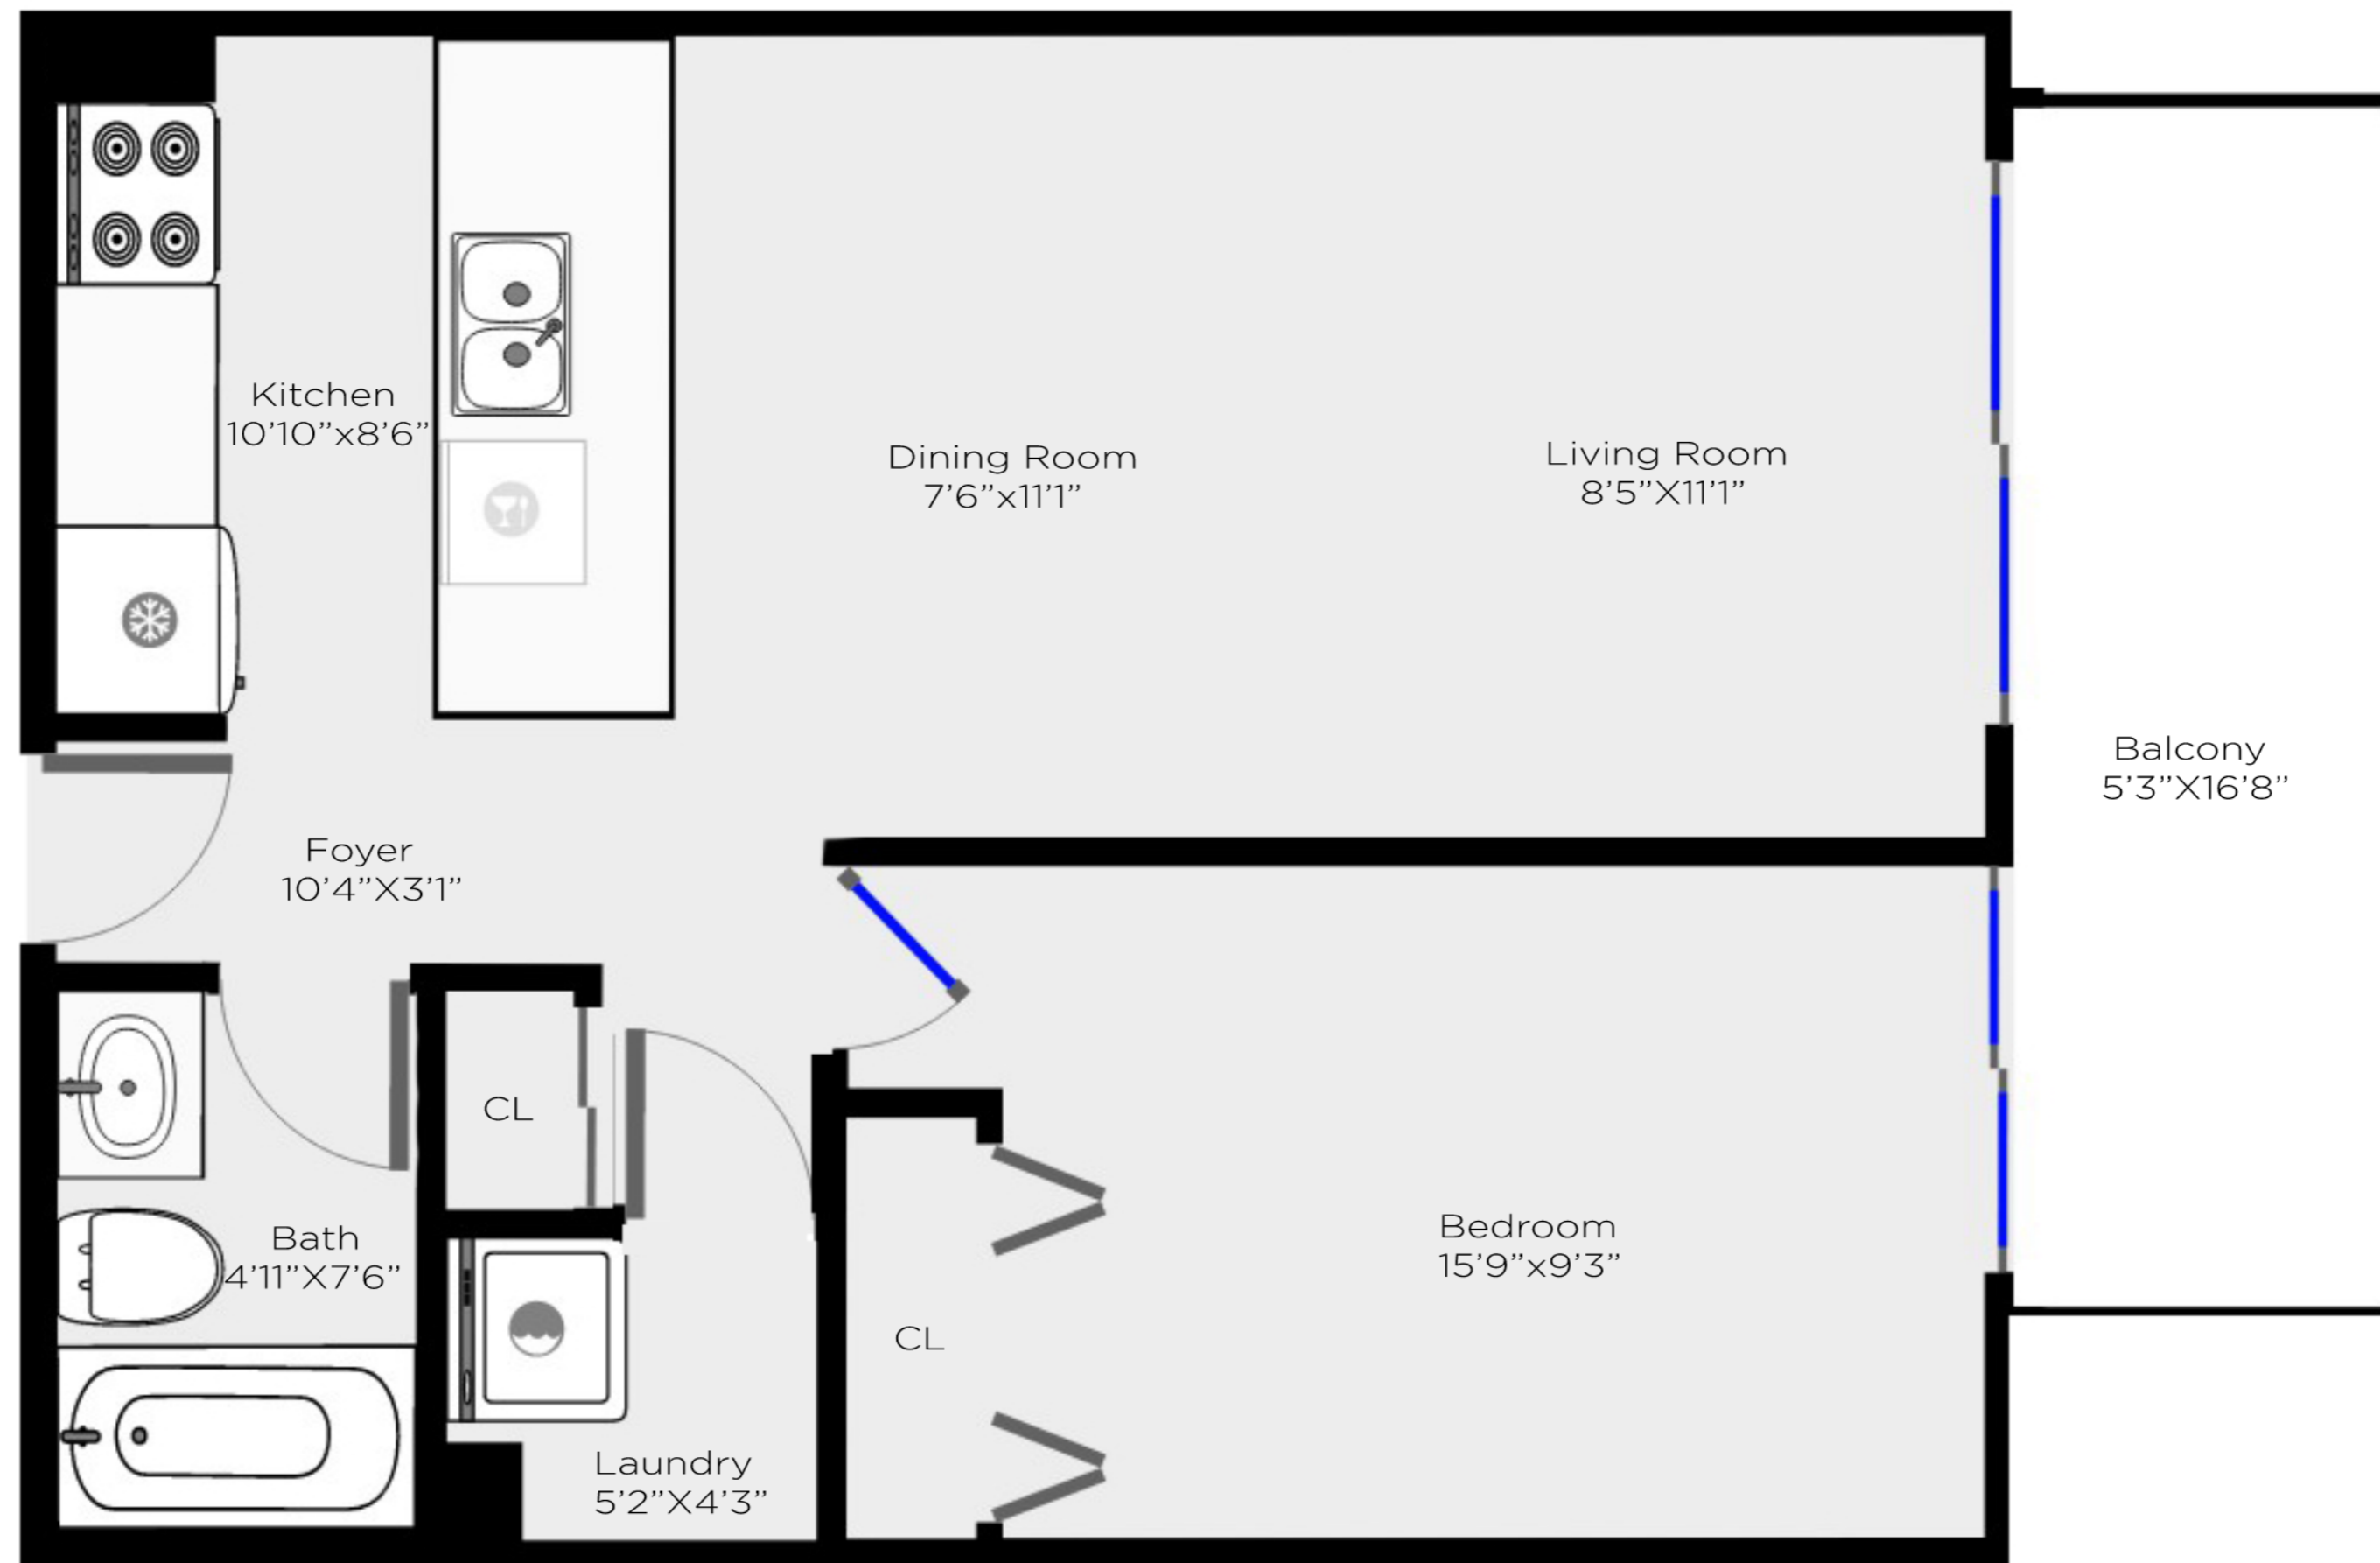 Kitchen
10’10”x8’6”
Dining Room
7’6”x11’1”
Living Room
8’5”X11’1”
Balcony
5’3”X16’8”
Foyer
10’4”X3’1”
CL
Bath
4’11”X7’6”
Bedroom
15’9”x9’3”
CL
Laundry
5’2”X4’3”